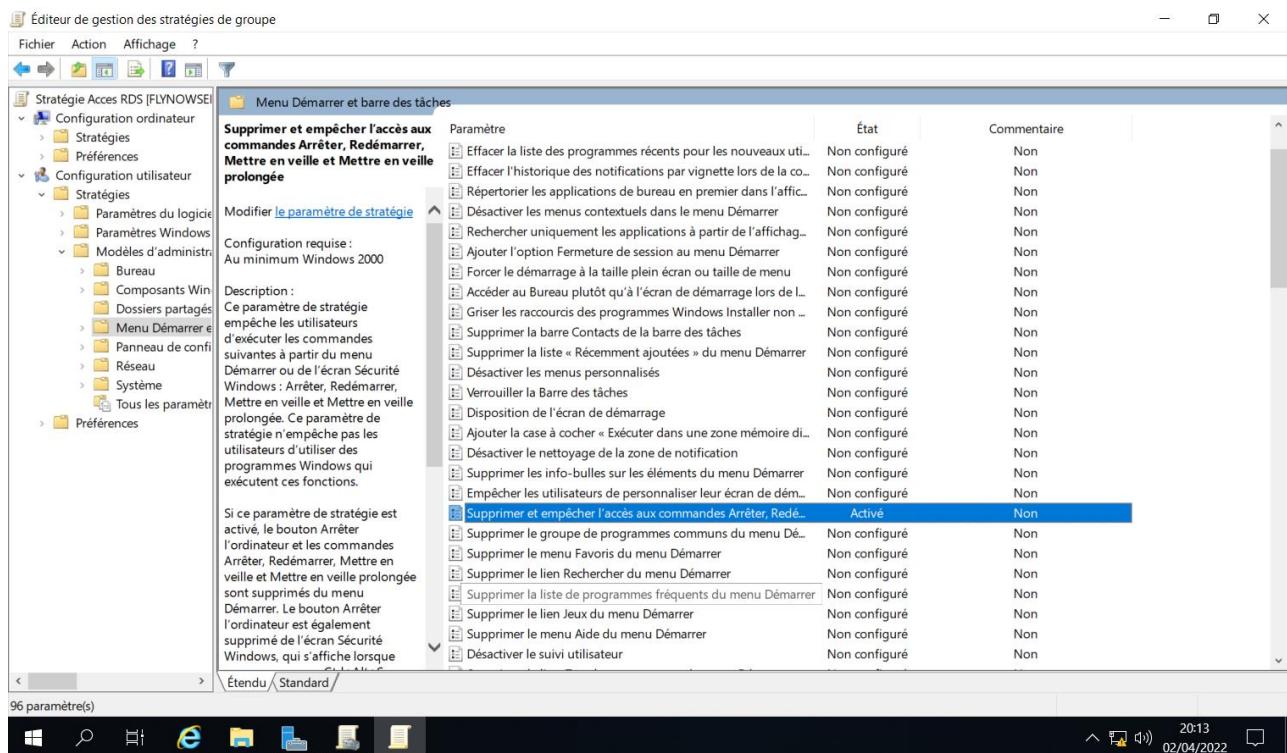 Éditeur de gestion des stratégies de groupe
Fichier Action Affichage ?
Stratégie Acces RDS [FLYNOWSEI
Configuration ordinateur
Stratégies
Préférences
Configuration utilisateur
Stratégies
Paramètres du logicie
Paramètres Windows
Modèles d'administra
Bureau
Composants Win
Dossiers partagés
Menu Démarrer e
Panneau de confi
Réseau
Système
Tous les paramètr
Préférences
Menu Démarrer et barre des tâches
Supprimer et empêcher l'accès aux
commandes Arrêter, Redémarrer,
Mettre en veille et Mettre en veille
prolongée
Modifier le paramètre de stratégie
Configuration requise :
Au minimum Windows 2000
Description :
Ce paramètre de stratégie
empêche les utilisateurs
d'exécuter les commandes
suivantes à partir du menu
Démarrer ou de l'écran Sécurité
Windows : Arrêter, Redémarrer,
Mettre en veille et Mettre en veille
prolongée. Ce paramètre de
stratégie n'empêche pas les
utilisateurs d'utiliser des
programmes Windows qui
exécutent ces fonctions.
Si ce paramètre de stratégie est
activé, le bouton Arrêter
l'ordinateur et les commandes
Arrêter, Redémarrer, Mettre en
veille et Mettre en veille prolongée
sont supprimés du menu
Démarrer. Le bouton Arrêter
l'ordinateur est également
supprimé de l'écran Sécurité
Windows, qui s'affiche lorsque
Paramètre État Commentaire
Effacer la liste des programmes récents pour les nouveaux uti... Non configuré Non
Effacer l'historique des notifications par vignette lors de la co... Non configuré Non
Répertorier les applications de bureau en premier dans l'affic... Non configuré Non
Désactiver les menus contextuels dans le menu Démarrer Non configuré Non
Rechercher uniquement les applications à partir de l'affichag... Non configuré Non
Ajouter l'option Fermeture de session au menu Démarrer Non configuré Non
Forcer le démarrage à la taille plein écran ou taille de menu Non configuré Non
Accéder au Bureau plutôt qu'à l'écran de démarrage lors de l... Non configuré Non
Griser les raccourcis des programmes Windows Installer non ... Non configuré Non
Supprimer la barre Contacts de la barre des tâches Non configuré Non
Supprimer la liste « Récemment ajoutées » du menu Démarrer Non configuré Non
Désactiver les menus personnalisés Non configuré Non
Verrouiller la Barre des tâches Non configuré Non
Disposition de l'écran de démarrage Non configuré Non
Ajouter la case à cocher « Exécuter dans une zone mémoire di... Non configuré Non
Désactiver le nettoyage de la zone de notification Non configuré Non
Supprimer les info-bulles sur les éléments du menu Démarrer Non configuré Non
Empêcher les utilisateurs de personnaliser leur écran de dém... Non configuré Non
Supprimer et empêcher l'accès aux commandes Arrêter, Redé... Activé Non
Supprimer le groupe de programmes communs du menu Dé... Non configuré Non
Supprimer le menu Favoris du menu Démarrer Non configuré Non
Supprimer le lien Rechercher du menu Démarrer Non configuré Non
Supprimer la liste de programmes fréquents du menu Démarrer Non configuré Non
Supprimer le lien Jeux du menu Démarrer Non configuré Non
Supprimer le menu Aide du menu Démarrer Non configuré Non
Désactiver le suivi utilisateur Non configuré Non
Étendu Standard
96 paramètre(s)
20:13
02/04/2022